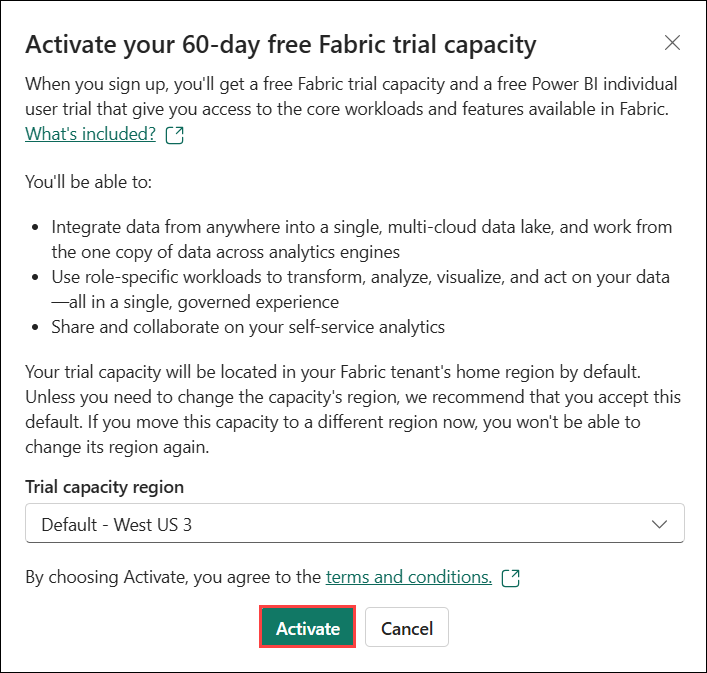 Activate your 60-day free Fabric trial capacity
When you sign up, you'll get a free Fabric trial capacity and a free Power BI individual
user trial that give you access to the core workloads and features available in Fabric.
What's included?
You'll be able to:
• Integrate data from anywhere into a single, multi-cloud data lake, and work from
the one copy of data across analytics engines
• Use role-specific workloads to transform, analyze, visualize, and act on your data
—all in a single, governed experience
• Share and collaborate on your self-service analytics
Your trial capacity will be located in your Fabric tenant's home region by default.
Unless you need to change the capacity's region, we recommend that you accept this
default. If you move this capacity to a different region now, you won't be able to
change its region again.
Trial capacity region
Default - West US 3
By choosing Activate, you agree to the terms and conditions.
Activate Cancel